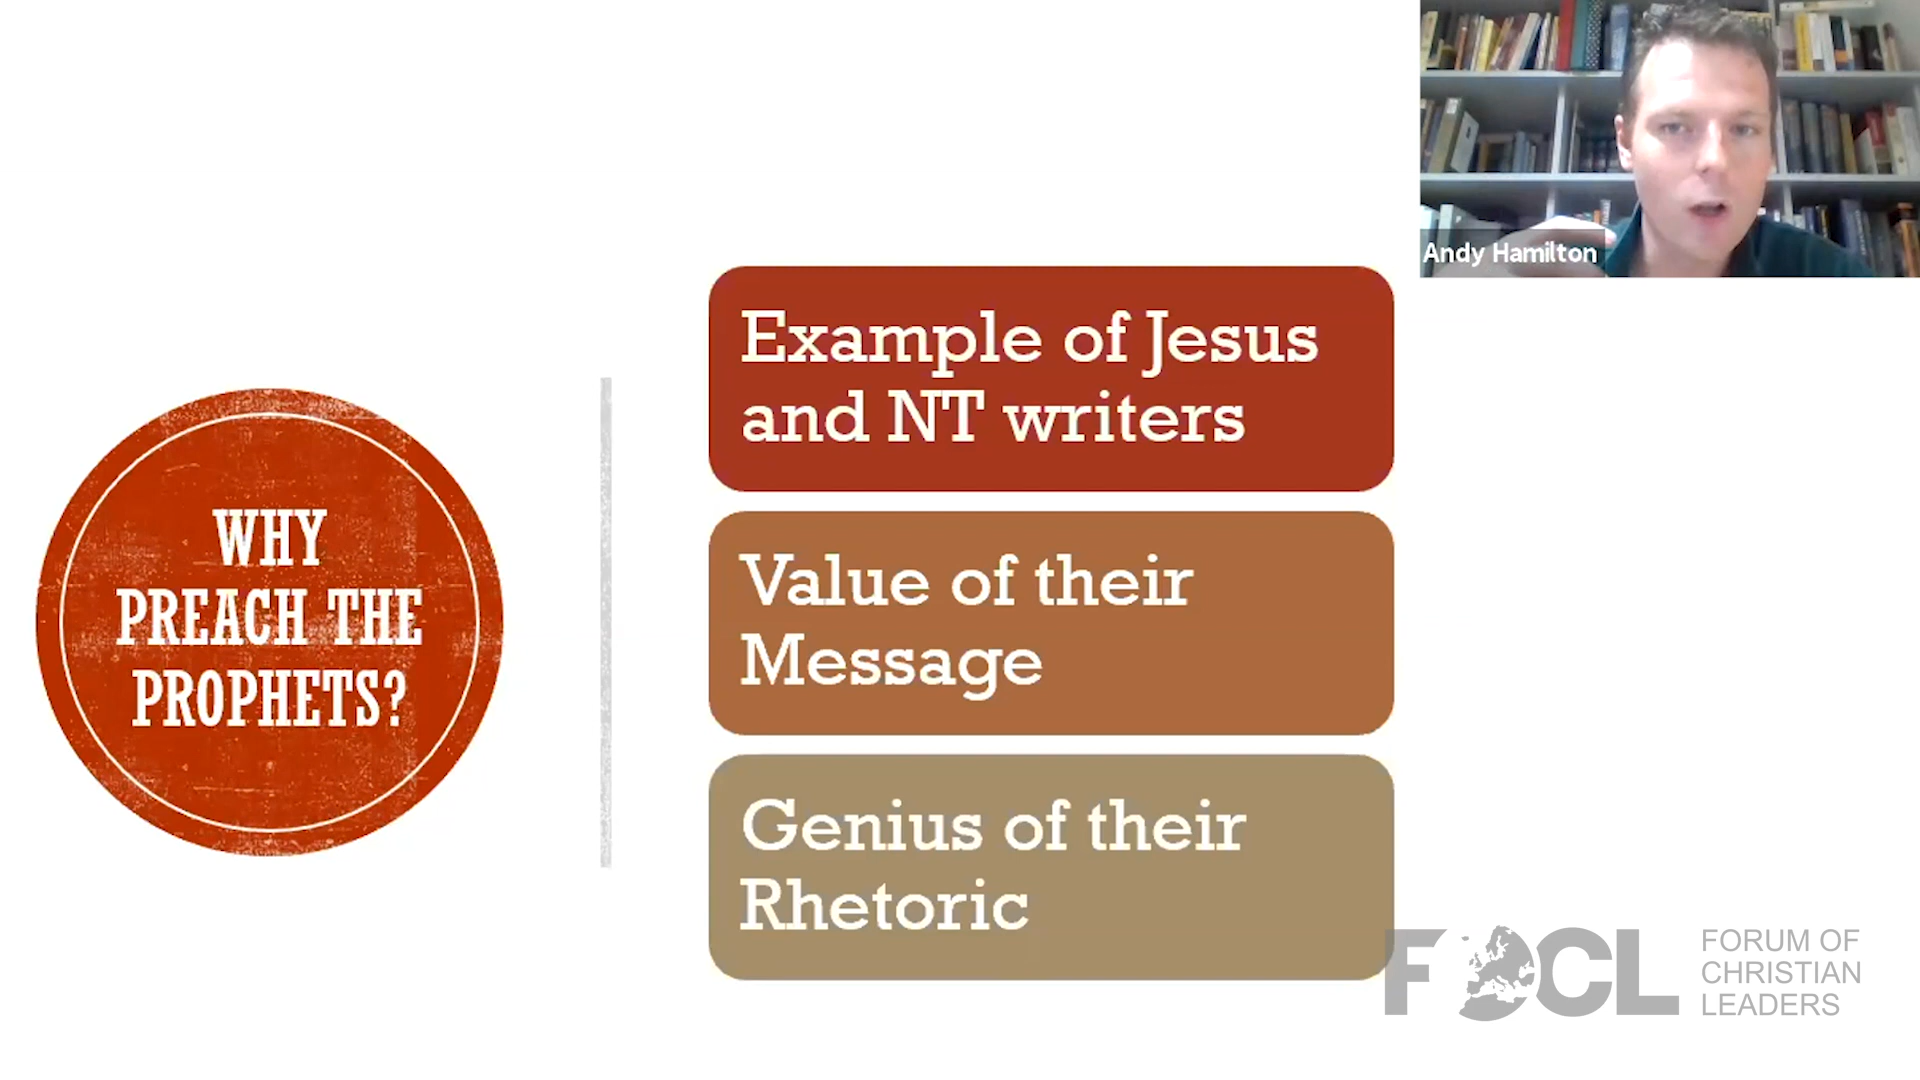 WHY
PREACH THE
PROPHETS?
Example of Jesus
and NT writers
Value of their
Message
Genius of their
Rhetoric
Andy Hamilton
FOCL
FORUM OF
CHRISTIAN
LEADERS